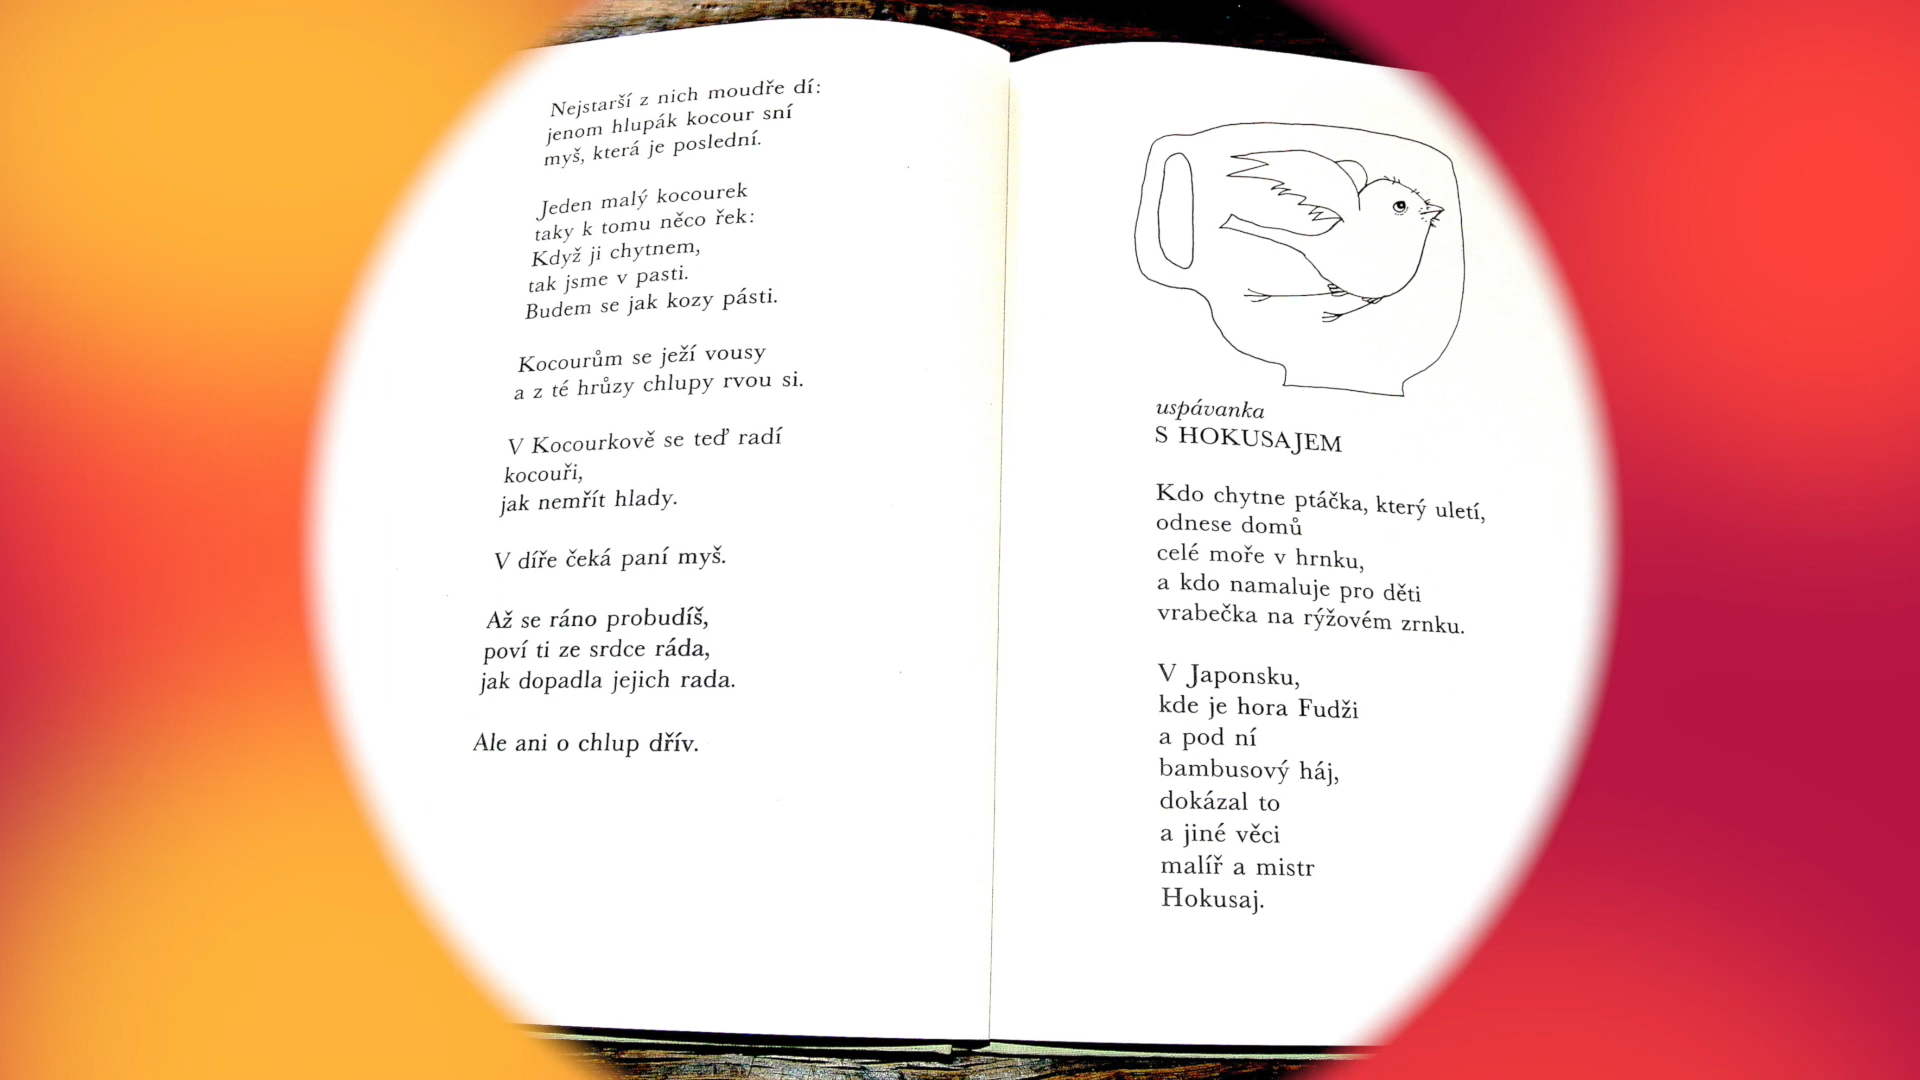 Nejstarší z nich moudře dí:
jenom hlupák kocour sní
myš, která je poslední.
Jeden malý kocourek
taky k tomu něco řek:
Když ji chytnem,
tak jsme v pasti.
Budem se jak kozy pásti.
Kocourům se ježí vousy
a z té hrůzy chlupy rvou si.
V Kocourkově se teď radí
kocouři,
jak nemřít hlady.
V díře čeká paní myš.
Až se ráno probudíš,
poví ti ze srdce ráda,
jak dopadla jejich rada.
Ale ani o chlup dřív.
uspávanka
S HOKUSAJEM
Kdo chytne ptáčka, který uletí,
odnese domů
celé moře v hrnku,
a kdo namaluje pro děti
vrabečka na rýžovém zrnku.
V Japonsku,
kde je hora Fudži
a pod ní
bambusový háj,
dokázal to
a jiné věci
malíř a mistr
Hokusaj.